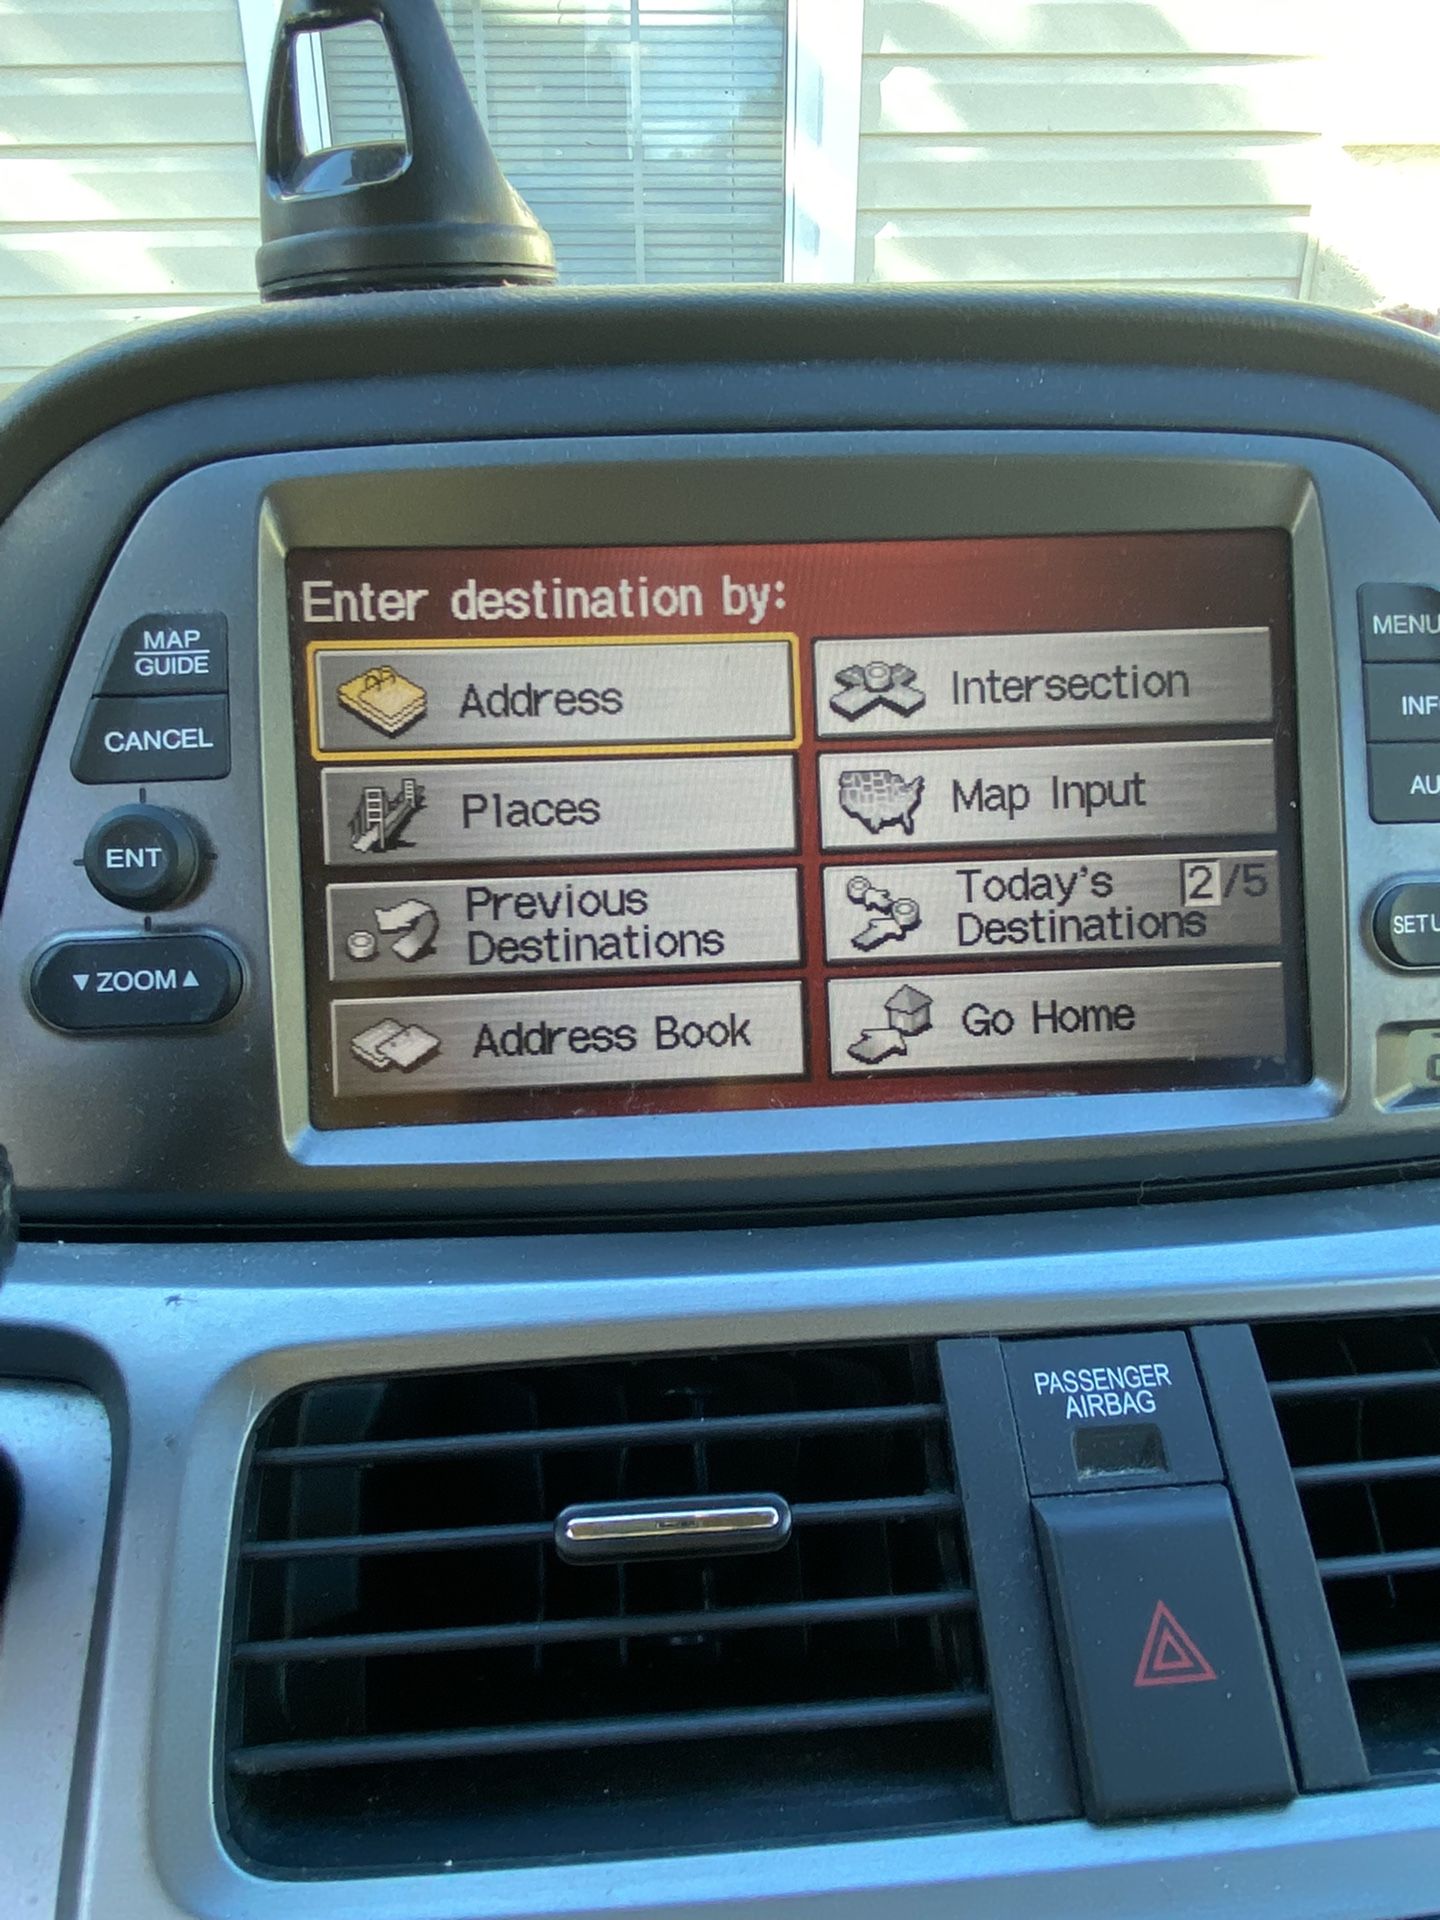 Enter destination by:
MAP
GUIDE
CANCEL
ENT
▼ ZOOM ▲
Address
Intersection
Places
Map Input
Previous
Destinations
Today's 2/5
Destinations
Address Book
Go Home
MENU
PASSENGER
AIRBAG